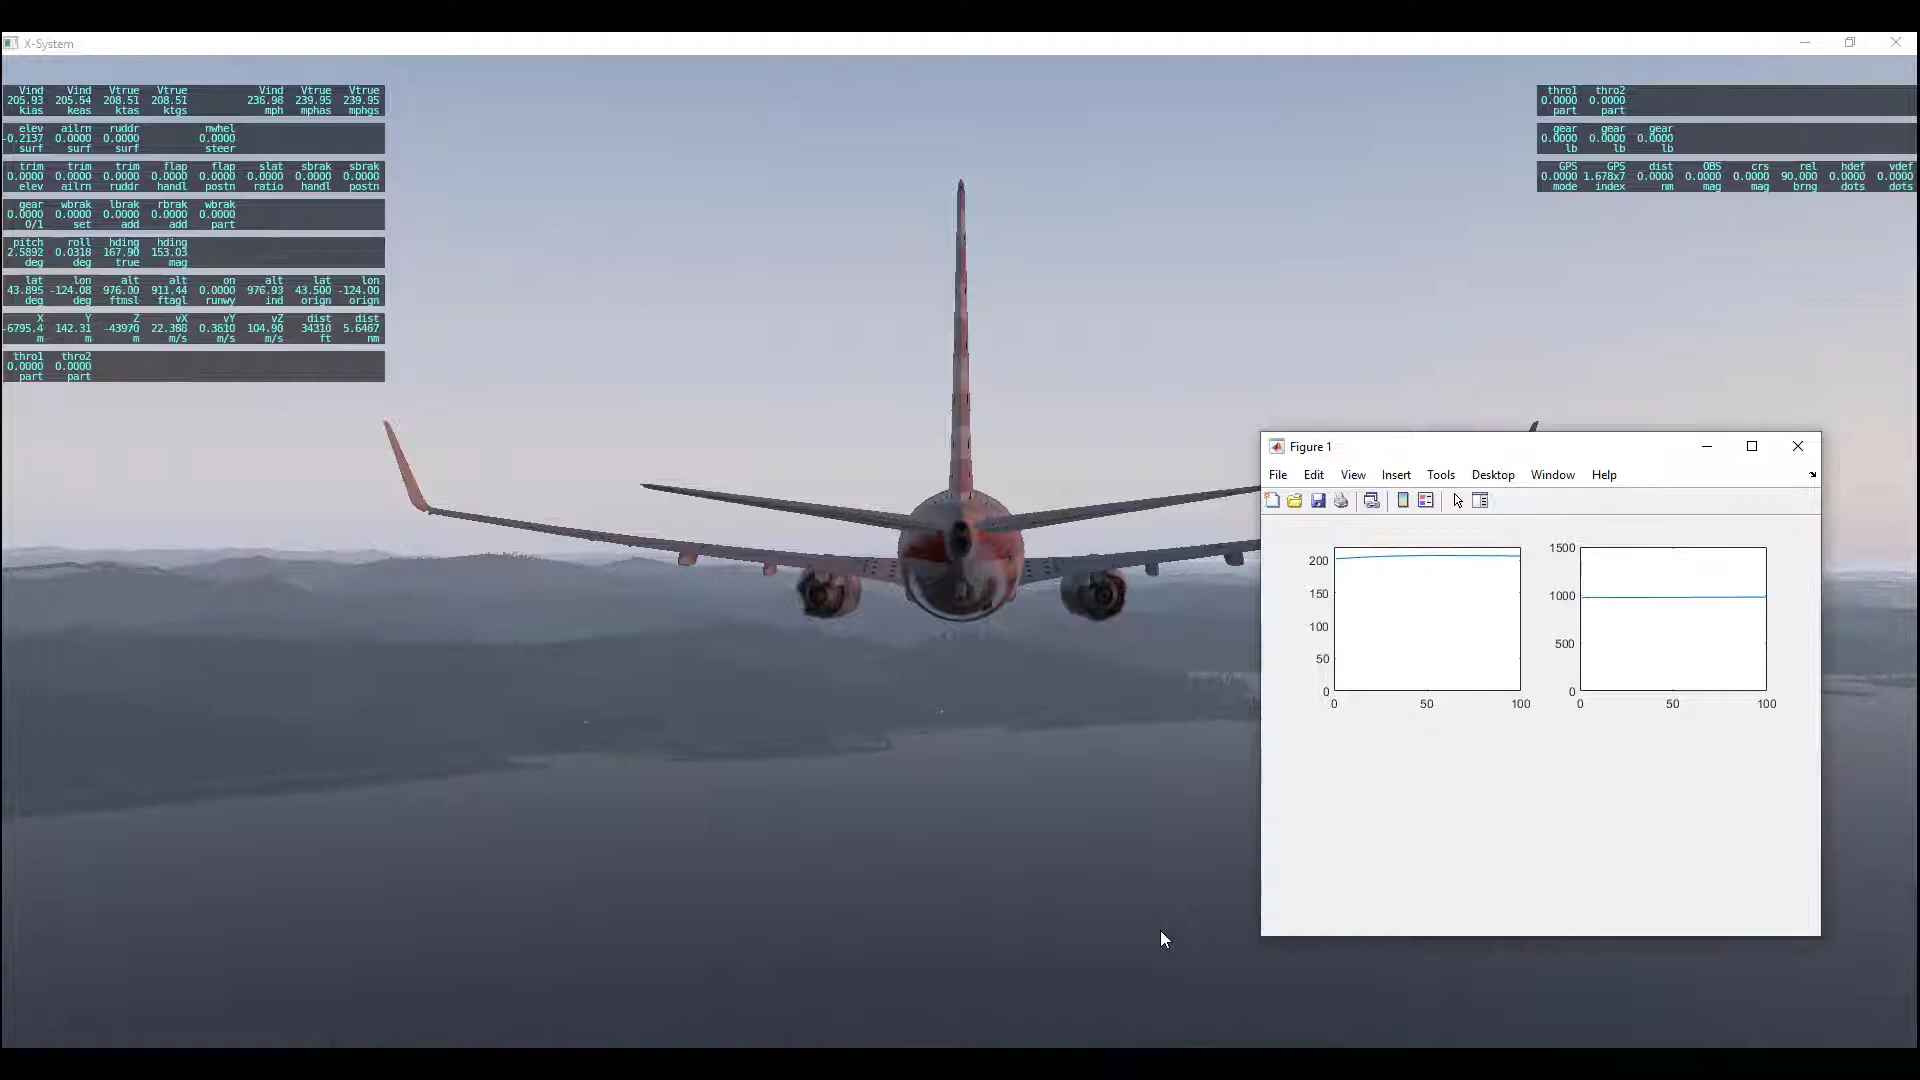 X-System
Vind Vind Vtrue Vtrue Vind Vtrue Vtrue
205.93 205.54 208.51 208.51 236.98 239.95 239.95
kias keas ktas ktgs mph mphas mphgs
elev ailrn ruddr nwhel
-0.2137 0.0000 0.0000 0.0000
surf surf surf steer
trim trim trim flap flap slat sbrak sbrak
0.0000 0.0000 0.0000 0.0000 0.0000 0.0000 0.0000 0.0000
elev ailrn ruddr handl postn ratio handl postn
gear wbrak lbrak rbrak wbrak
0.0000 0.0000 0.0000 0.0000 0.0000
0/1 set add add part
pitch roll hding hding
2.5892 0.0318 167.90 153.03
deg deg true mag
lat lon alt alt on alt lat lon
43.895 -124.08 976.00 911.44 0.0000 976.93 43.500 -124.00
deg deg ftmsl ftagl runwy ind orign orign
X Y Z vX vY vZ dist dist
-6795.4 142.31 -43970 22.388 0.3610 104.90 34310 5.6467
m m m m/s m/s m/s ft nm
thro1 thro2
0.0000 0.0000
part part
thro1 thro2
0.0000 0.0000
part part
gear gear gear
0.0000 0.0000 0.0000
lb lb lb
GPS GPS dist OBS crs rel hdef vdef
0.0000 1.678x7 0.0000 0.0000 0.0000 90.000 0.0000 0.0000
mode index nm mag mag brng dots dots
Figure 1
File Edit View Insert Tools Desktop Window Help
200
150
100
50
0
0 50 100
1500
1000
500
0
0 50 100